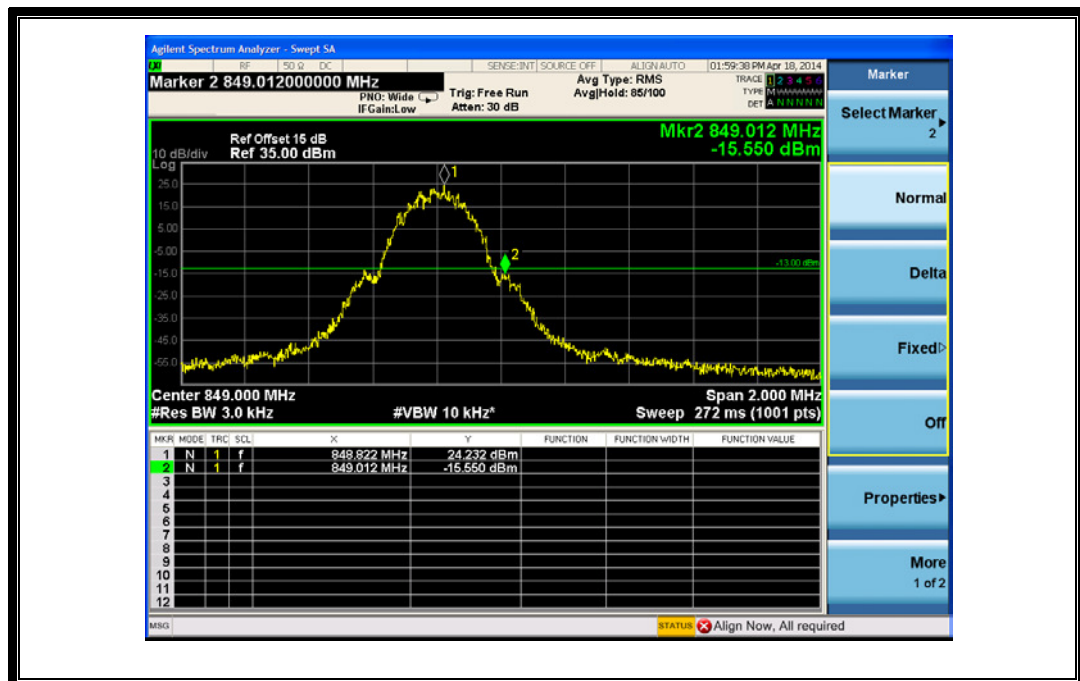 Agilent Spectrum Analyzer - Swept SA
RF 50 Ω DC SENSE:INT SOURCE OFF ALIGN AUTO 01:59:38 PM Apr 18, 2014
Marker 2 849.012000000 MHz
PNO: Wide
IFGain:Low
Trig: Free Run
Atten: 30 dB
Avg Type: RMS
Avg|Hold: 85/100
TRACE 1 2 3 4 5 6
TYPE M
DET A N N N N N
Mkr2 849.012 MHz
-15.550 dBm
Ref Offset 15 dB
10 dB/div Ref 35.00 dBm
Log
25.0
15.0
5.00
-5.00
-15.0
-25.0
-35.0
-45.0
-55.0
1
2
-13.00 dBm
Center 849.000 MHz Span 2.000 MHz
#Res BW 3.0 kHz #VBW 10 kHz* Sweep 272 ms (1001 pts)
MKR MODE TRC SCL X Y FUNCTION FUNCTION WIDTH FUNCTION VALUE
1 N 1 f 848.822 MHz 24.232 dBm
2 N 1 f 849.012 MHz -15.550 dBm
3
4
5
6
7
8
9
10
11
12
MSG STATUS Align Now, All required
Marker
Select Marker
2
Normal
Delta
Fixed
Off
Properties
More
1 of 2